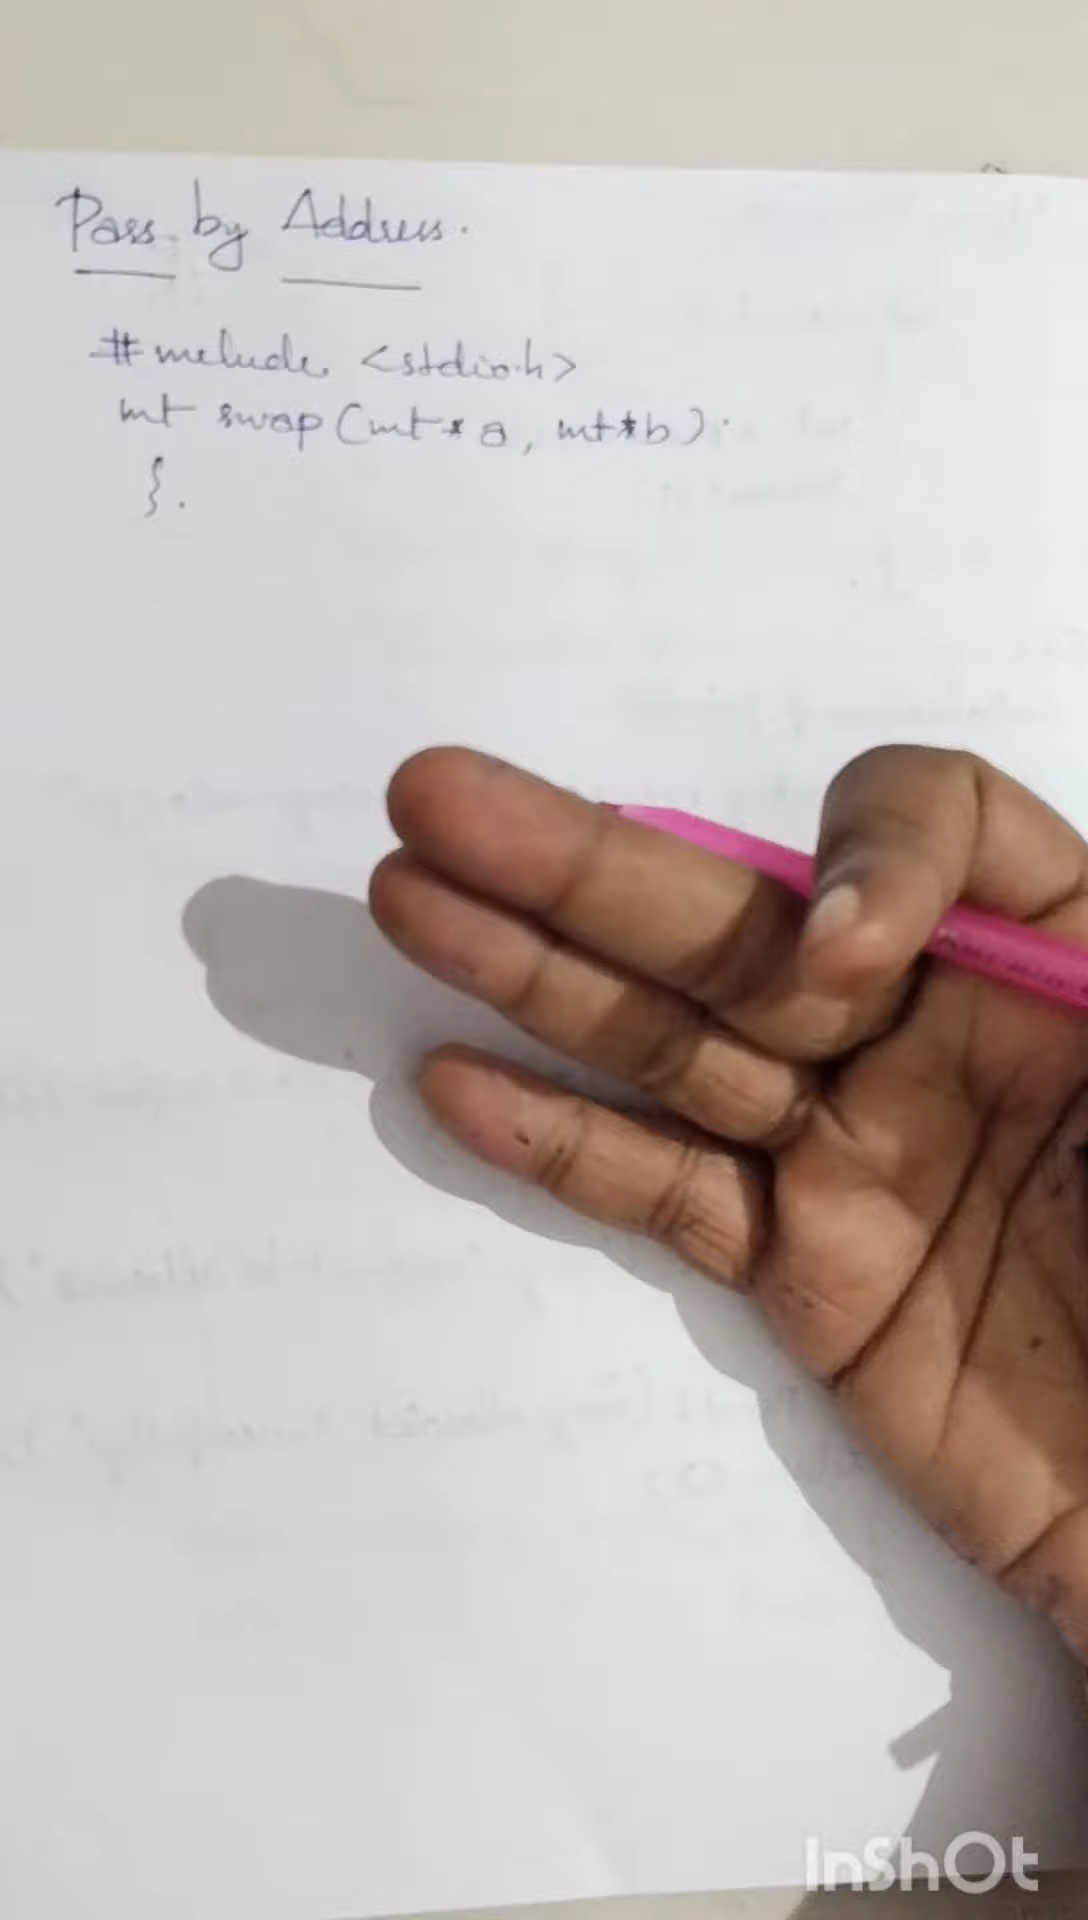 Pass by Address.
#include <stdio.h>
int swap (int * a, int * b).
}.
InShOt